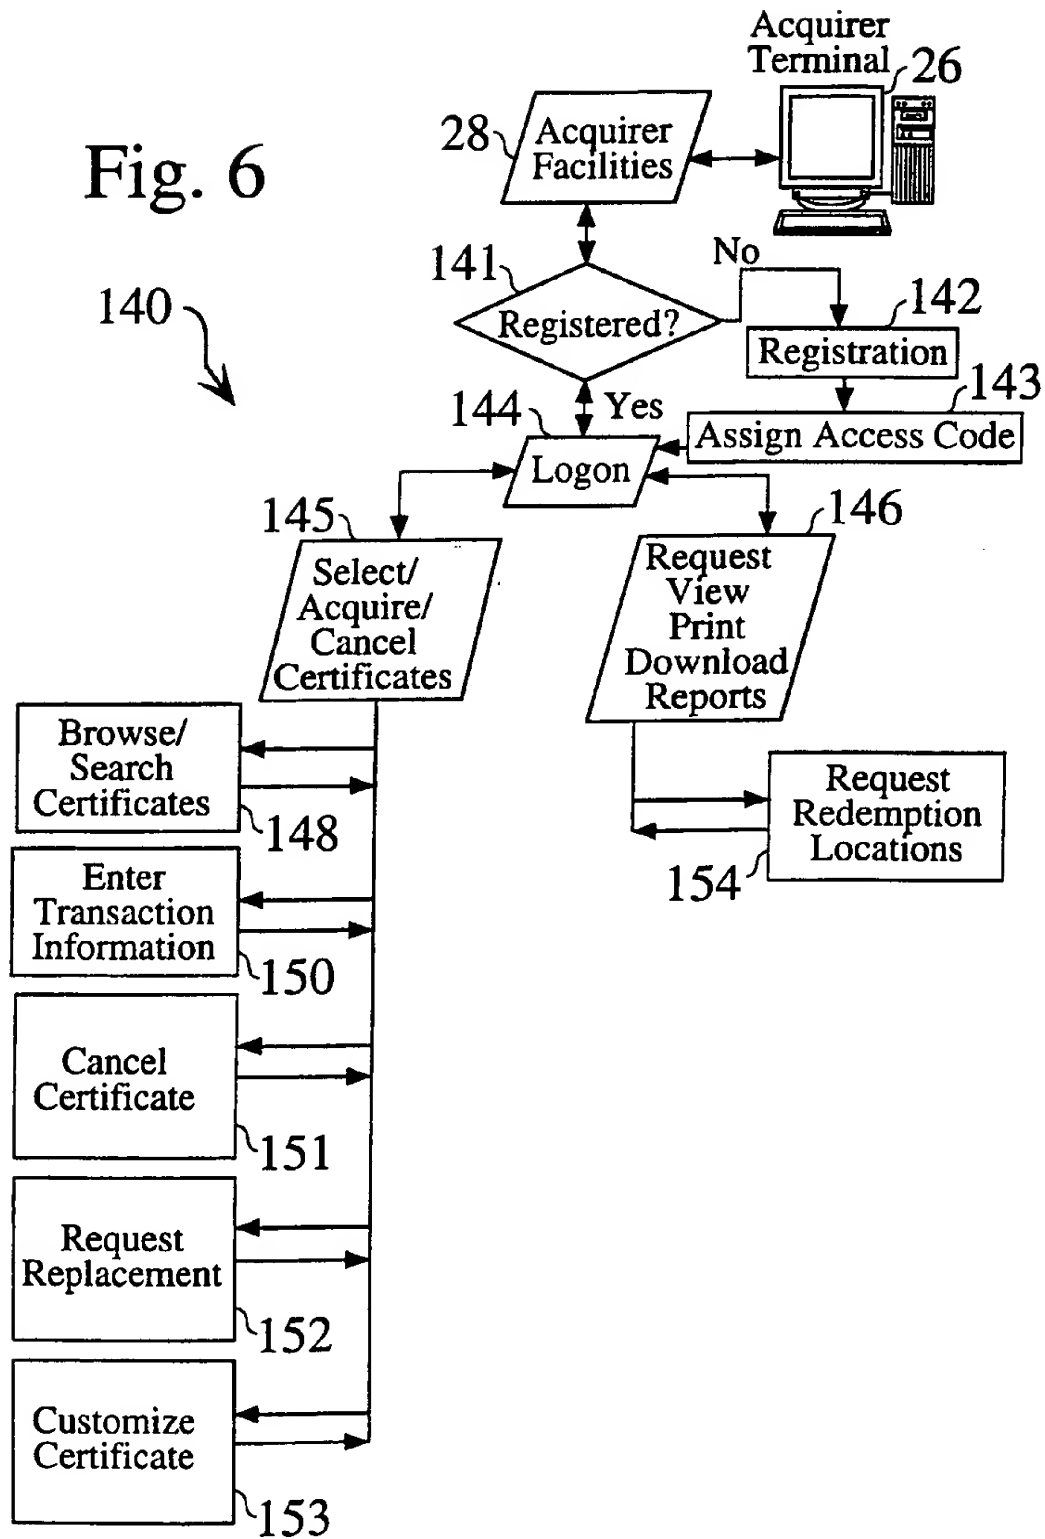 Acquirer
Terminal
26
28
Acquirer
Facilities
Fig. 6
141
No
140
Registered?
142
Registration
143
144
Yes
Assign Access Code
Logon
145
146
Select/
Acquire/
Cancel
Certificates
Request
View
Print
Download
Reports
Browse/
Search
Certificates
148
Request
Redemption
Locations
154
Enter
Transaction
Information
150
Cancel
Certificate
151
Request
Replacement
152
Customize
Certificate
153